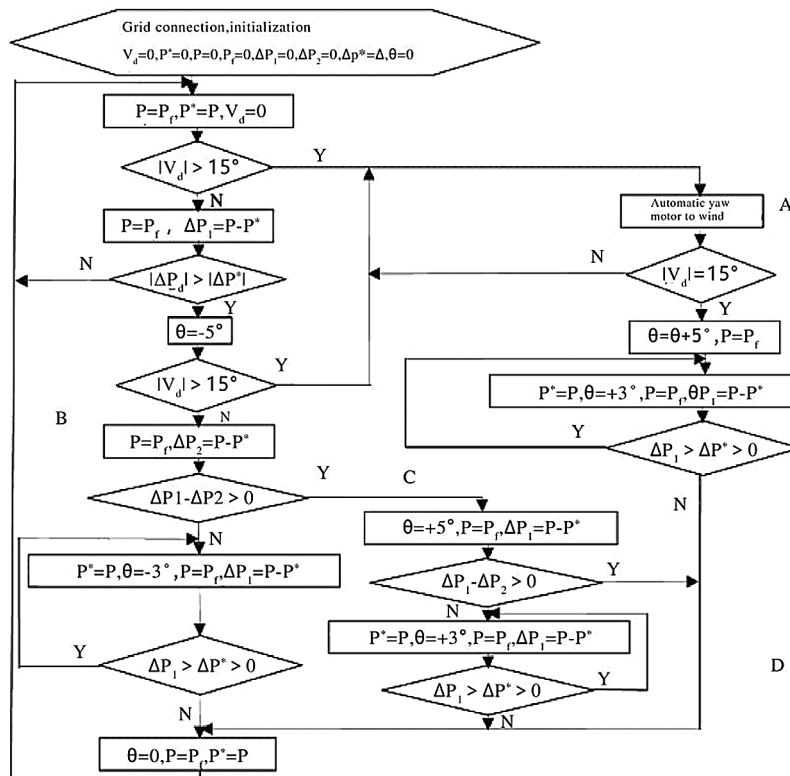 Grid connection,initialization
V_d=0,P*=0,P=0,P_f=0,ΔP_1=0,ΔP_2=0,Δp*=Δ,θ=0
P=P_f,P*=P,V_d=0
|V_d| > 15°
Y
N
Automatic yaw
motor to wind
A
P=P_f, ΔP_1=P-P*
N
|ΔP_d| > |ΔP*|
N
|V_d| = 15°
Y
Y
θ=-5°
θ=θ+5°,P=P_f
|V_d| > 15°
Y
P*=P,θ=+3°,P=P_f,θP_1=P-P*
B
N
P=P_f,ΔP_2=P-P*
Y
ΔP_1 > ΔP* > 0
Y
C
ΔP1-ΔP2 > 0
N
N
θ=+5°,P=P_f,ΔP_1=P-P*
P*=P,θ=-3°,P=P_f,ΔP_1=P-P*
ΔP_1-ΔP_2 > 0
Y
N
P*=P,θ=+3°,P=P_f,ΔP_1=P-P*
Y
ΔP_1 > ΔP* > 0
D
ΔP_1 > ΔP* > 0
Y
N
N
θ=0,P=P_f,P*=P